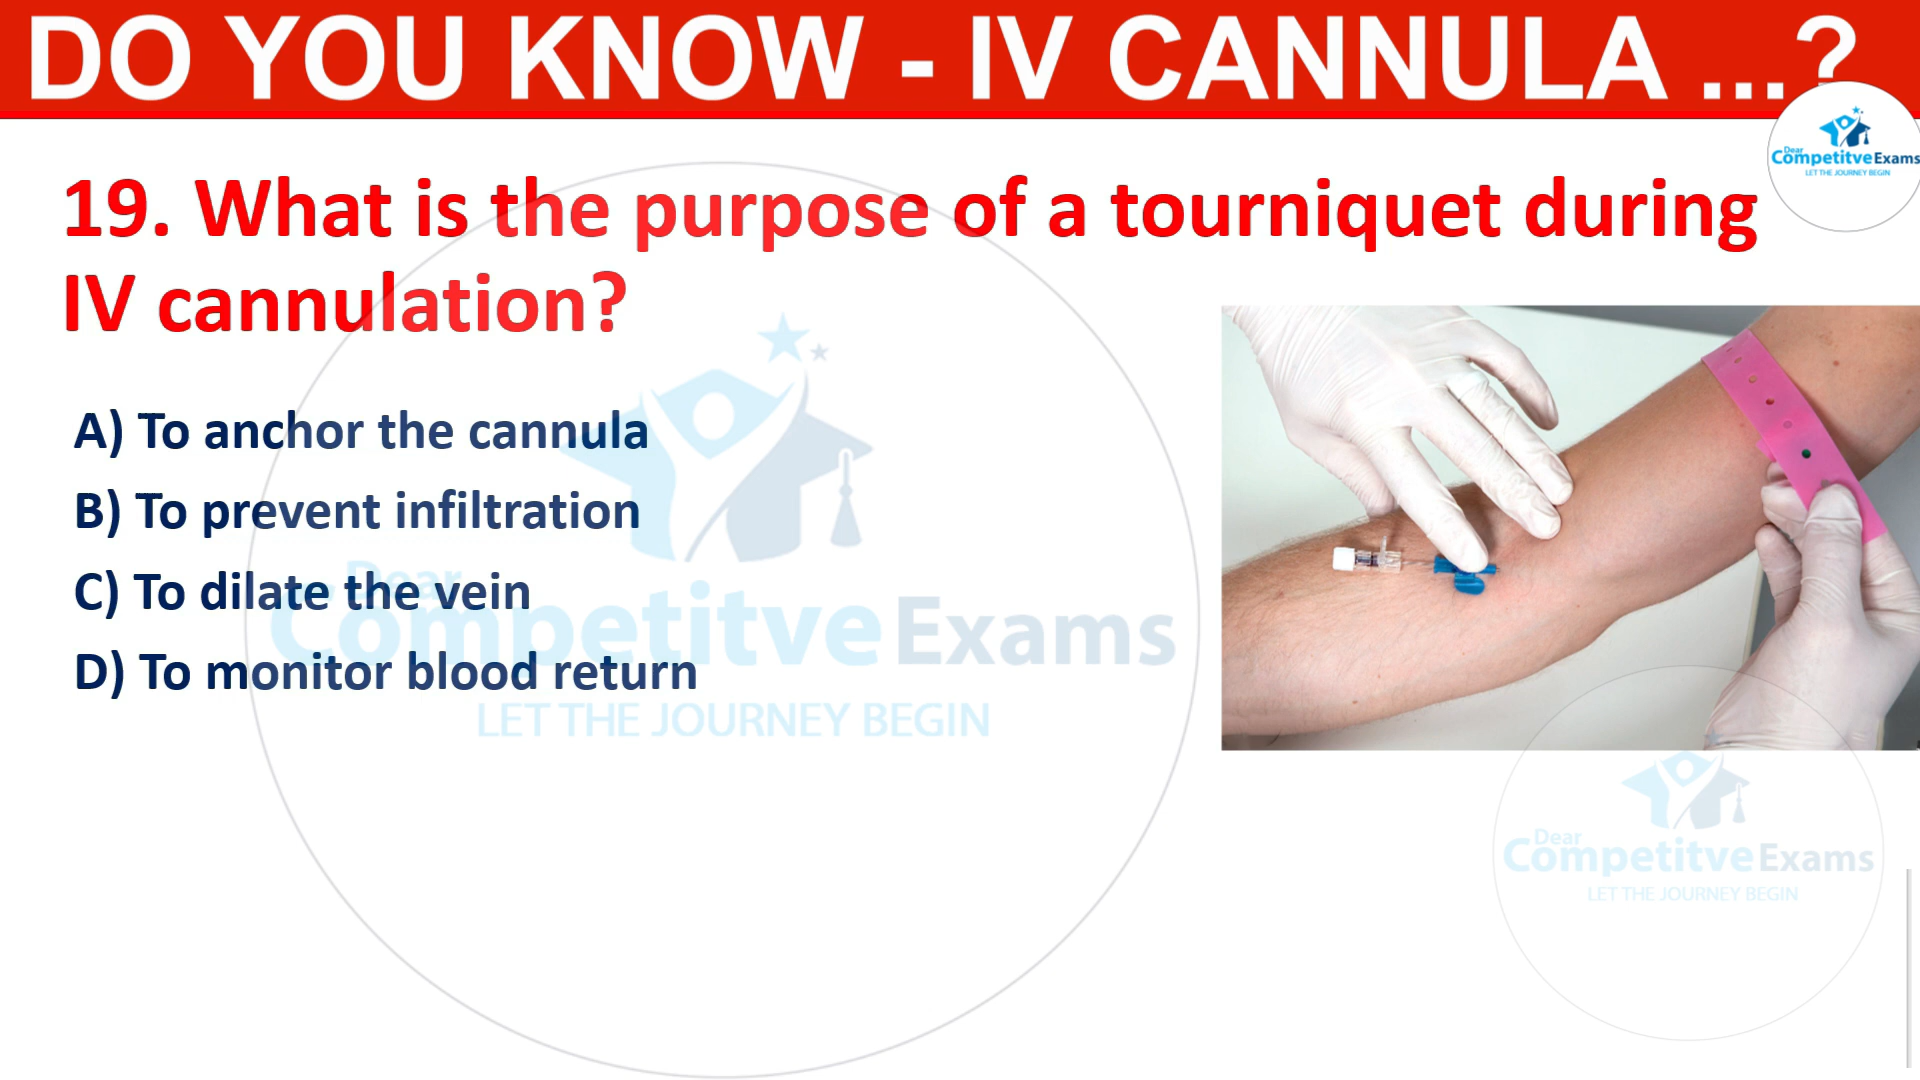 DO YOU KNOW - IV CANNULA ...?
Dear
CompetitveExams
LET THE JOURNEY BEGIN
19. What is the purpose of a tourniquet during
IV cannulation?
A) To anchor the cannula
B) To prevent infiltration
C) To dilate the vein
D) To monitor blood return
Dear
Competitve Exams
LET THE JOURNEY BEGIN
Dear
Competitve Exams
LET THE JOURNEY BEGIN